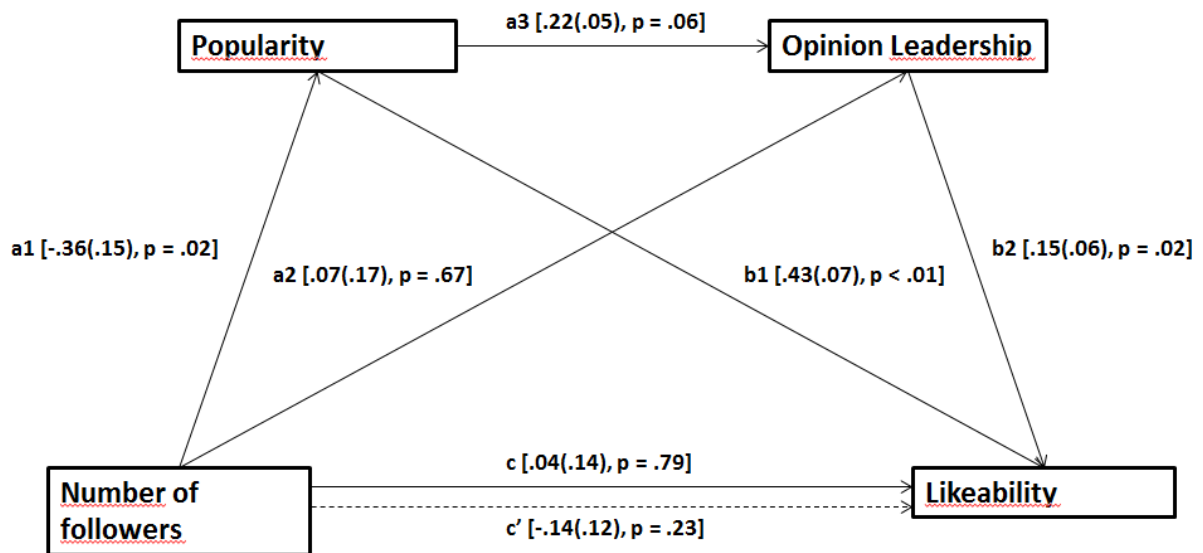 a3 [.22(.05), p = .06]
Popularity
Opinion Leadership
a1 [-.36(.15), p = .02]
a2 [.07(.17), p = .67]
b1 [.43(.07), p < .01]
b2 [.15(.06), p = .02]
c [.04(.14), p = .79]
Number of
followers
Likeability
c’ [-.14(.12), p = .23]